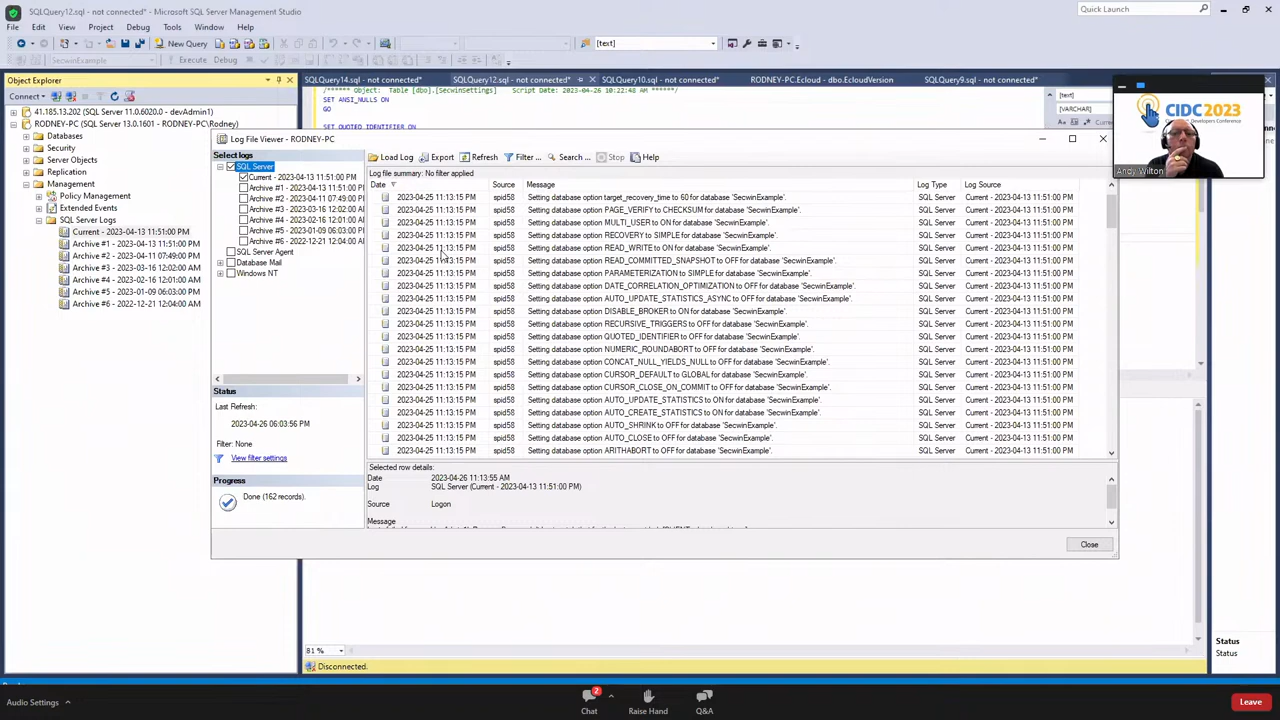 SQLQuery12.sql - not connected* - Microsoft SQL Server Management Studio
Quick Launch
File Edit View Project Debug Tools Window Help
New Query
[text]
SecwinExample
Execute Debug
Object Explorer
SQLQuery14.sql - not connected*
SQLQuery12.sql - not connected*
SQLQuery10.sql - not connected*
RODNEY-PC.Ecloud - dbo.EcloudVersion
SQLQuery9.sql - not connected*
Connect
41.185.13.202 (SQL Server 11.0.6020.0 - devAdmin1)
RODNEY-PC (SQL Server 13.0.1601 - RODNEY-PC\Rodney)
Databases
Security
Server Objects
Replication
Management
Policy Management
Extended Events
SQL Server Logs
Current - 2023-04-13 11:51:00 PM
Archive #1 - 2023-04-13 11:51:00 PM
Archive #2 - 2023-04-11 07:49:00 PM
Archive #3 - 2023-03-16 12:02:00 AM
Archive #4 - 2023-02-16 12:01:00 AM
Archive #5 - 2023-01-09 06:03:00 PM
Archive #6 - 2022-12-21 12:04:00 AM
/****** Object: Table [dbo].[SecwinSettings] Script Date: 2023-04-26 10:22:48 AM ******/
SET ANSI_NULLS ON
GO
SET QUOTED_IDENTIFIER ON
[text]
[VARCHAR]
CIDC2023
Developers Conference
Andy Wilton
Log File Viewer - RODNEY-PC
Select logs
SQL Server
Current - 2023-04-13 11:51:00 PM
Archive #1 - 2023-04-13 11:51:00 P
Archive #2 - 2023-04-11 07:49:00 P
Archive #3 - 2023-03-16 12:02:00 A
Archive #4 - 2023-02-16 12:01:00 A
Archive #5 - 2023-01-09 06:03:00 P
Archive #6 - 2022-12-21 12:04:00 A
SQL Server Agent
Database Mail
Windows NT
Status
Last Refresh:
2023-04-26 06:03:56 PM
Filter: None
View filter settings
Progress
Done (162 records).
Load Log Export Refresh Filter ... Search ... Stop Help
Log file summary: No filter applied
Date Source Message Log Type Log Source
2023-04-25 11:13:15 PM spid58 Setting database option target_recovery_time to 60 for database 'SecwinExample'. SQL Server Current - 2023-04-13 11:51:00 PM
2023-04-25 11:13:15 PM spid58 Setting database option PAGE_VERIFY to CHECKSUM for database 'SecwinExample'. SQL Server Current - 2023-04-13 11:51:00 PM
2023-04-25 11:13:15 PM spid58 Setting database option MULTI_USER to ON for database 'SecwinExample'. SQL Server Current - 2023-04-13 11:51:00 PM
2023-04-25 11:13:15 PM spid58 Setting database option RECOVERY to SIMPLE for database 'SecwinExample'. SQL Server Current - 2023-04-13 11:51:00 PM
2023-04-25 11:13:15 PM spid58 Setting database option READ_WRITE to ON for database 'SecwinExample'. SQL Server Current - 2023-04-13 11:51:00 PM
2023-04-25 11:13:15 PM spid58 Setting database option READ_COMMITTED_SNAPSHOT to OFF for database 'SecwinExample'. SQL Server Current - 2023-04-13 11:51:00 PM
2023-04-25 11:13:15 PM spid58 Setting database option PARAMETERIZATION to SIMPLE for database 'SecwinExample'. SQL Server Current - 2023-04-13 11:51:00 PM
2023-04-25 11:13:15 PM spid58 Setting database option DATE_CORRELATION_OPTIMIZATION to OFF for database 'SecwinExample'. SQL Server Current - 2023-04-13 11:51:00 PM
2023-04-25 11:13:15 PM spid58 Setting database option AUTO_UPDATE_STATISTICS_ASYNC to OFF for database 'SecwinExample'. SQL Server Current - 2023-04-13 11:51:00 PM
2023-04-25 11:13:15 PM spid58 Setting database option DISABLE_BROKER to ON for database 'SecwinExample'. SQL Server Current - 2023-04-13 11:51:00 PM
2023-04-25 11:13:15 PM spid58 Setting database option RECURSIVE_TRIGGERS to OFF for database 'SecwinExample'. SQL Server Current - 2023-04-13 11:51:00 PM
2023-04-25 11:13:15 PM spid58 Setting database option QUOTED_IDENTIFIER to OFF for database 'SecwinExample'. SQL Server Current - 2023-04-13 11:51:00 PM
2023-04-25 11:13:15 PM spid58 Setting database option NUMERIC_ROUNDABORT to OFF for database 'SecwinExample'. SQL Server Current - 2023-04-13 11:51:00 PM
2023-04-25 11:13:15 PM spid58 Setting database option CONCAT_NULL_YIELDS_NULL to OFF for database 'SecwinExample'. SQL Server Current - 2023-04-13 11:51:00 PM
2023-04-25 11:13:15 PM spid58 Setting database option CURSOR_DEFAULT to GLOBAL for database 'SecwinExample'. SQL Server Current - 2023-04-13 11:51:00 PM
2023-04-25 11:13:15 PM spid58 Setting database option CURSOR_CLOSE_ON_COMMIT to OFF for database 'SecwinExample'. SQL Server Current - 2023-04-13 11:51:00 PM
2023-04-25 11:13:15 PM spid58 Setting database option AUTO_UPDATE_STATISTICS to ON for database 'SecwinExample'. SQL Server Current - 2023-04-13 11:51:00 PM
2023-04-25 11:13:15 PM spid58 Setting database option AUTO_CREATE_STATISTICS to ON for database 'SecwinExample'. SQL Server Current - 2023-04-13 11:51:00 PM
2023-04-25 11:13:15 PM spid58 Setting database option AUTO_SHRINK to OFF for database 'SecwinExample'. SQL Server Current - 2023-04-13 11:51:00 PM
2023-04-25 11:13:15 PM spid58 Setting database option AUTO_CLOSE to OFF for database 'SecwinExample'. SQL Server Current - 2023-04-13 11:51:00 PM
2023-04-25 11:13:15 PM spid58 Setting database option ARITHABORT to OFF for database 'SecwinExample'. SQL Server Current - 2023-04-13 11:51:00 PM
Selected row details:
Date 2023-04-26 11:13:55 AM
Log SQL Server (Current - 2023-04-13 11:51:00 PM)
Source Logon
Message
Close
81 %
Disconnected.
Status
Status
Audio Settings
2
Chat
Raise Hand
Q&A
Leave